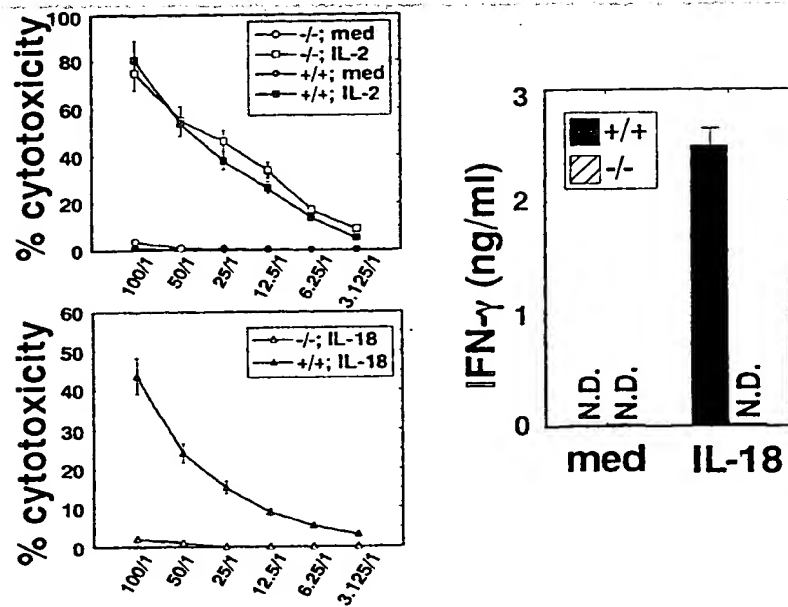 % cytotoxicity
100
80
60
40
20
0
-/-; med
-/-; IL-2
+/+; med
+/+; IL-2
100/1
50/1
25/1
12.5/1
6.25/1
3.125/1
% cytotoxicity
60
50
40
30
20
10
0
-/-; IL-18
+/+; IL-18
100/1
50/1
25/1
12.5/1
6.25/1
3.125/1
IFN-γ (ng/ml)
3
2
1
0
+/+
-/-
N.D.
N.D.
N.D.
med
IL-18